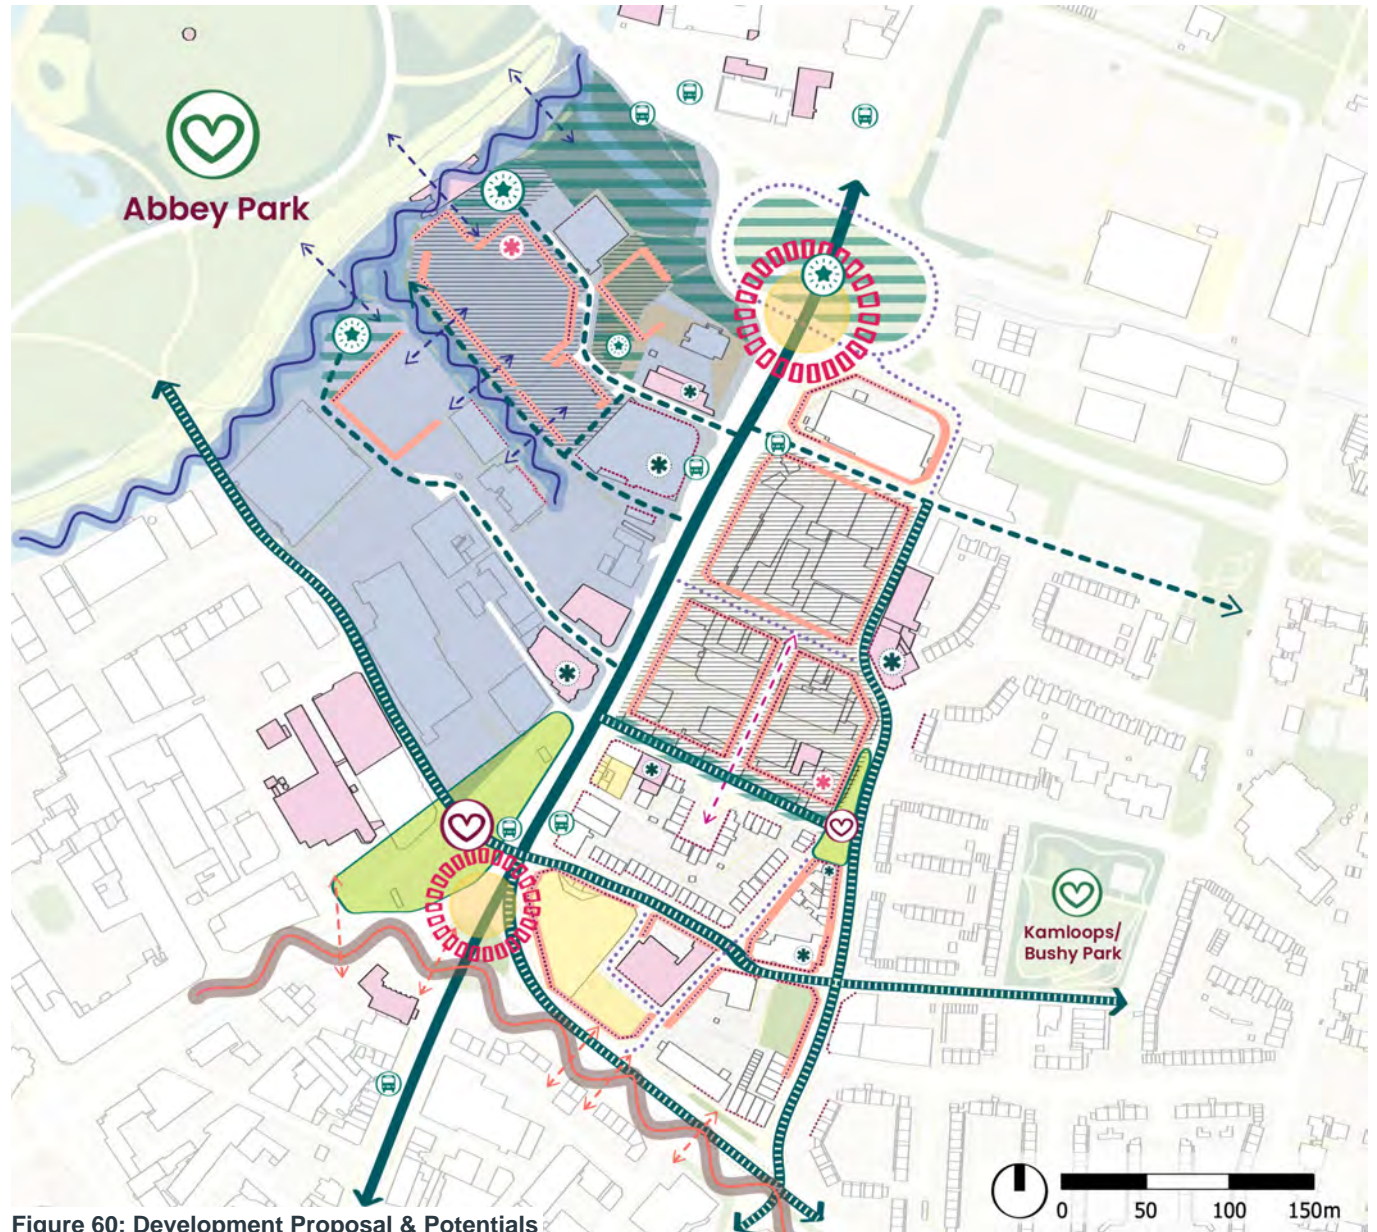 Abbey Park
Kamloops/
Bushy Park
0 50 100 150m
Figure 60: Development Proposal & Potentials